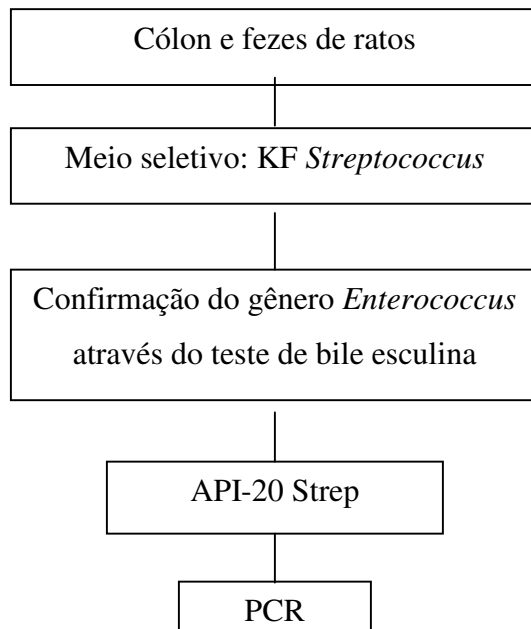 Cólon e fezes de ratos
Meio seletivo: KF Streptococcus
Confirmação do gênero Enterococcus
através do teste de bile esculina
API-20 Strep
PCR